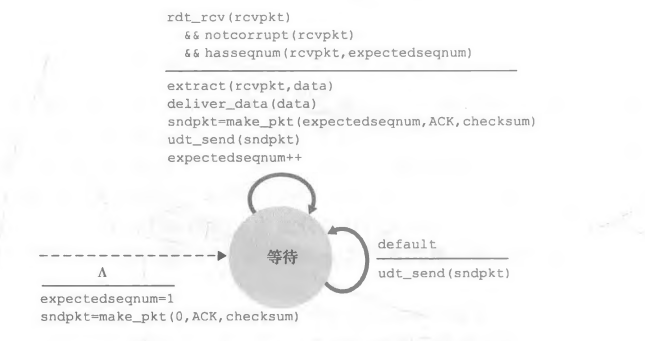 rdt_rcv(rcvpkt)
&& notcorrupt(rcvpkt)
&& hasseqnum(rcvpkt,expectedseqnum)
extract(rcvpkt,data)
deliver_data(data)
sndpkt=make_pkt(expectedseqnum,ACK,checksum)
udt_send(sndpkt)
expectedseqnum++
等待
default
udt_send(sndpkt)
Λ
expectedseqnum=1
sndpkt=make_pkt(0,ACK,checksum)